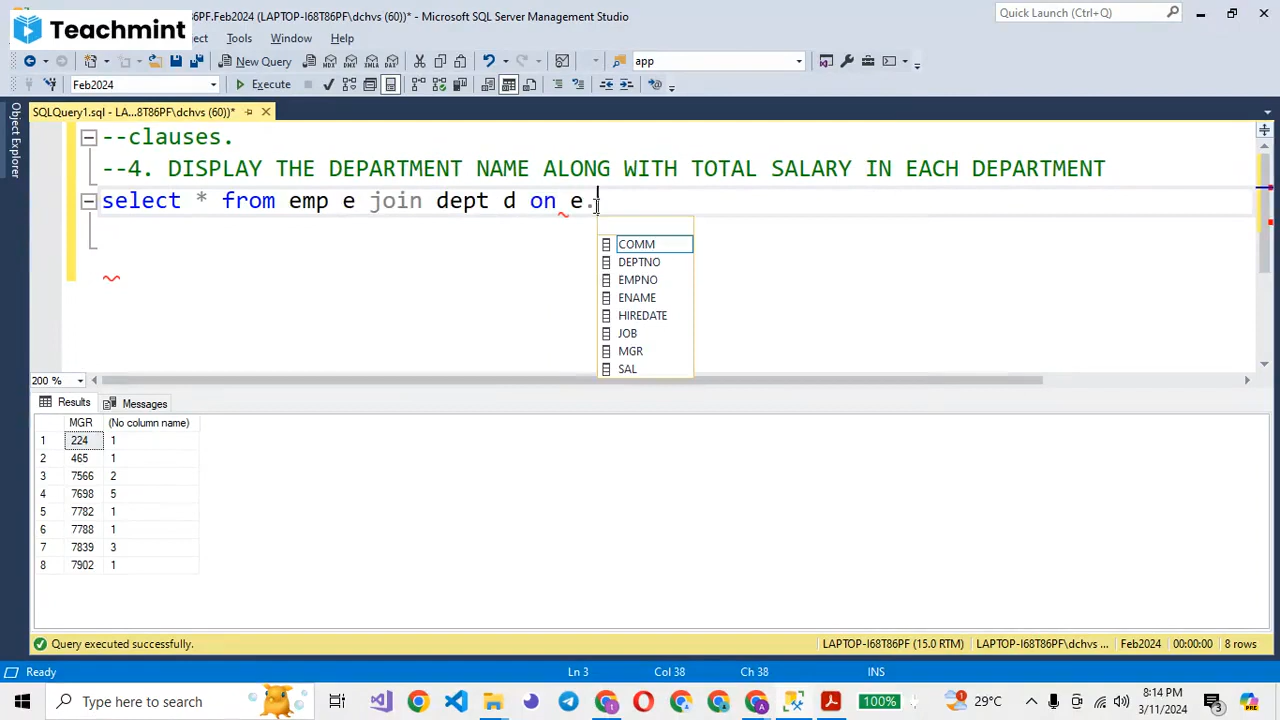 Teachmint
PF.Feb2024 (LAPTOP-I68T86PF\dchvs (60))* - Microsoft SQL Server Management Studio
Quick Launch (Ctrl+Q)
Tools Window Help
New Query
app
Feb2024
Execute
SQLQuery1.sql - LA...8T86PF\dchvs (60))*
Object Explorer
--clauses.
--4. DISPLAY THE DEPARTMENT NAME ALONG WITH TOTAL SALARY IN EACH DEPARTMENT
select * from emp e join dept d on e.
COMM
DEPTNO
EMPNO
ENAME
HIREDATE
JOB
MGR
SAL
200 %
Results Messages
MGR (No column name)
1 224 1
2 465 1
3 7566 2
4 7698 5
5 7782 1
6 7788 1
7 7839 3
8 7902 1
Query executed successfully.
LAPTOP-I68T86PF (15.0 RTM) LAPTOP-I68T86PF\dchvs ... Feb2024 00:00:00 8 rows
Ready Ln 3 Col 38 Ch 38 INS
Type here to search
100%
29°C
8:14 PM
3/11/2024